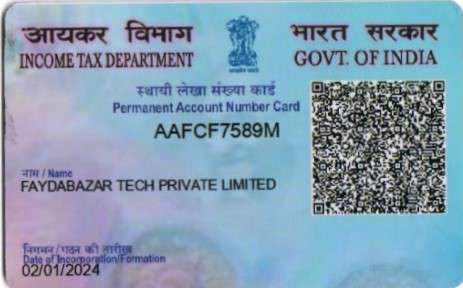 आयकर विभाग
INCOME TAX DEPARTMENT
भारत सरकार
GOVT. OF INDIA
स्थायी लेखा संख्या कार्ड
Permanent Account Number Card
AAFCF7589M
नाम / Name
FAYDABAZAR TECH PRIVATE LIMITED
निगमन/गठन की तारीख
Date of Incorporation/Formation
02/01/2024